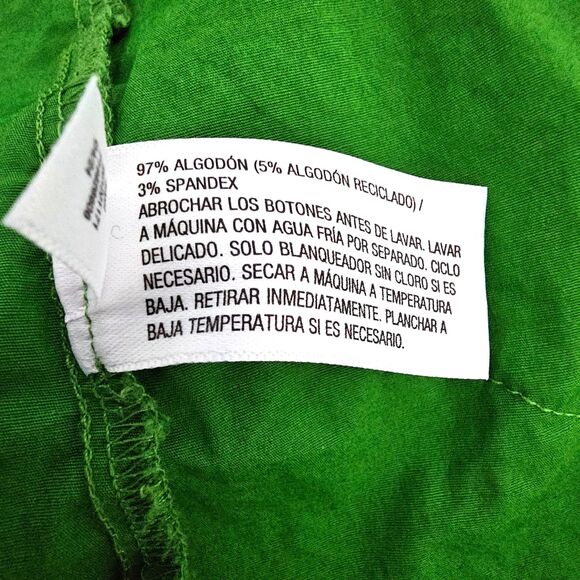 97% ALGODÓN (5% ALGODÓN RECICLADO) /
3% SPANDEX
ABROCHAR LOS BOTONES ANTES DE LAVAR. LAVAR
A MÁQUINA CON AGUA FRÍA POR SEPARADO. CICLO
DELICADO. SOLO BLANQUEADOR SIN CLORO SI ES
NECESARIO. SECAR A MÁQUINA A TEMPERATURA
BAJA. RETIRAR INMEDIATAMENTE. PLANCHAR A
BAJA TEMPERATURA SI ES NECESARIO.